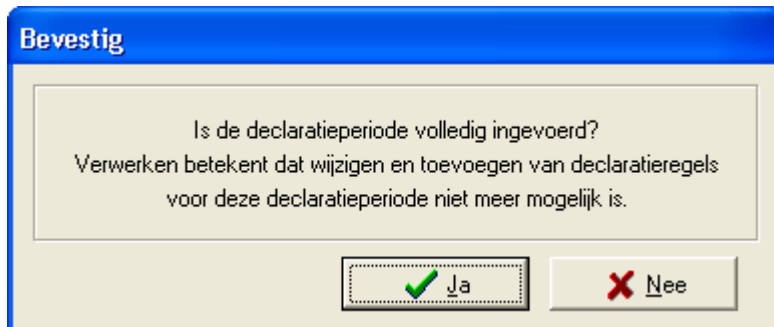 Bevestig
Is de declaratieperiode volledig ingevoerd?
Verwerken betekent dat wijzigen en toevoegen van declaratieregels
voor deze declaratieperiode niet meer mogelijk is.
Ja
Nee